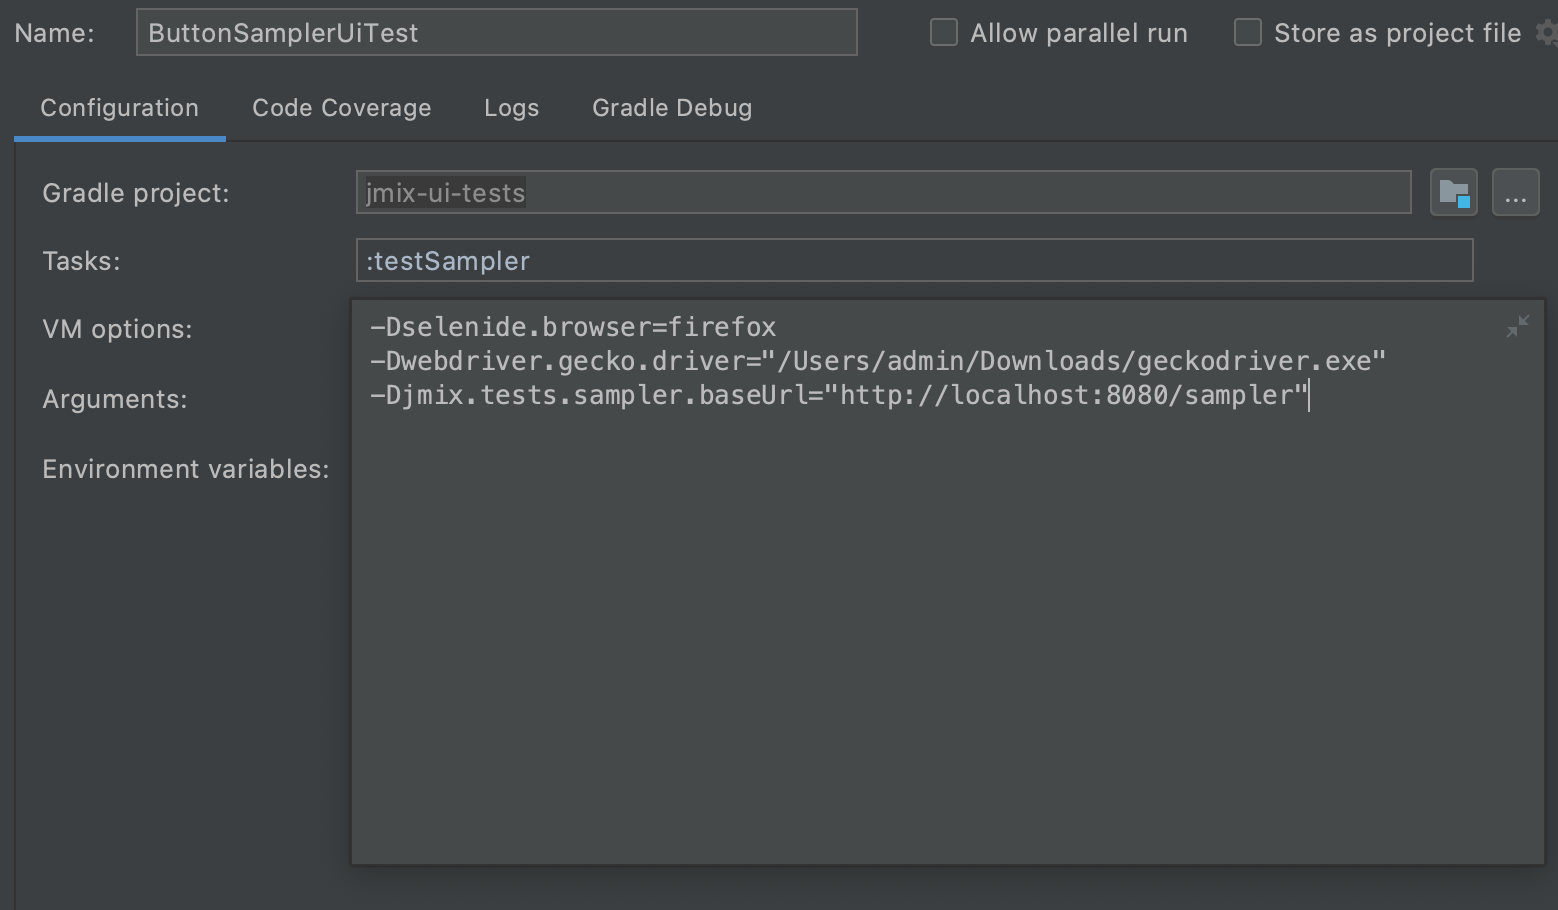 Name: ButtonSamplerUiTest Allow parallel run Store as project file
Configuration Code Coverage Logs Gradle Debug
Gradle project: jmix-ui-tests ...
Tasks: :testSampler
VM options: -Dselenide.browser=firefox
-Dwebdriver.gecko.driver="/Users/admin/Downloads/geckodriver.exe"
Arguments: -Djmix.tests.sampler.baseUrl="http://localhost:8080/sampler"
Environment variables: